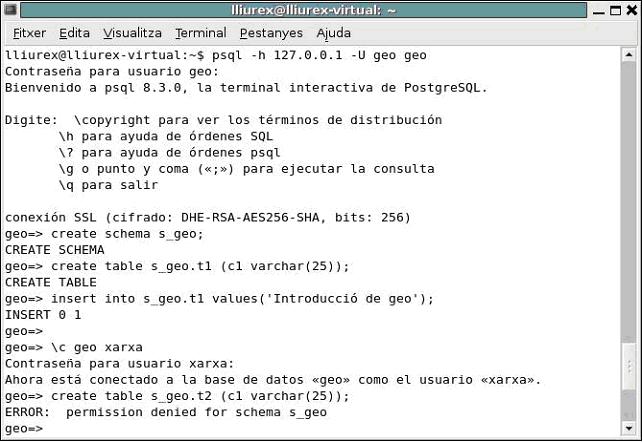 lliurex@lliurex-virtual: ~
Fitxer Edita Visualitza Terminal Pestanyes Ajuda
lliurex@lliurex-virtual:~$ psql -h 127.0.0.1 -U geo geo
Contraseña para usuario geo:
Bienvenido a psql 8.3.0, la terminal interactiva de PostgreSQL.
Digite:  \copyright para ver los términos de distribución
       \h para ayuda de órdenes SQL
       \? para ayuda de órdenes psql
       \g o punto y coma («;») para ejecutar la consulta
       \q para salir
conexión SSL (cifrado: DHE-RSA-AES256-SHA, bits: 256)
geo=> create schema s_geo;
CREATE SCHEMA
geo=> create table s_geo.t1 (c1 varchar(25));
CREATE TABLE
geo=> insert into s_geo.t1 values('Introducció de geo');
INSERT 0 1
geo=>
geo=> \c geo xarxa
Contraseña para usuario xarxa:
Ahora está conectado a la base de datos «geo» como el usuario «xarxa».
geo=> create table s_geo.t2 (c1 varchar(25));
ERROR:  permission denied for schema s_geo
geo=>